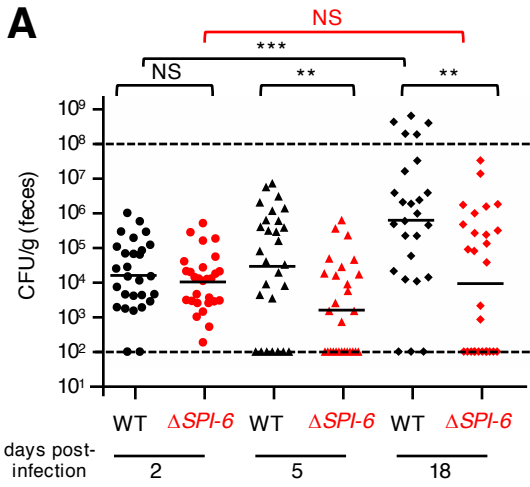 A
NS
***
NS
**
**
CFU/g (feces)
10⁹
10⁸
10⁷
10⁶
10⁵
10⁴
10³
10²
10¹
WT ΔSPI-6 WT ΔSPI-6 WT ΔSPI-6
days post-
infection
2 5 18